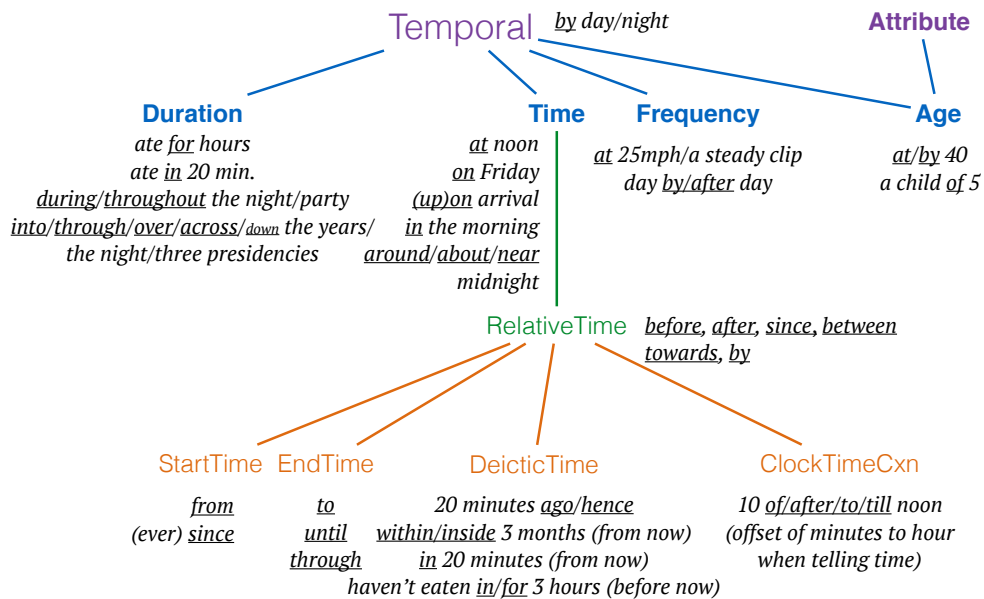 Temporal
by day/night
Attribute
Duration
ate for hours
ate in 20 min.
during/throughout the night/party
into/through/over/across/down the years/
the night/three presidencies
Time
at noon
on Friday
(up)on arrival
in the morning
around/about/near
midnight
Frequency
at 25mph/a steady clip
day by/after day
Age
at/by 40
a child of 5
RelativeTime
before, after, since, between
towards, by
StartTime
from
(ever) since
EndTime
to
until
through
DeicticTime
20 minutes ago/hence
within/inside 3 months (from now)
in 20 minutes (from now)
haven't eaten in/for 3 hours (before now)
ClockTimeCxn
10 of/after/to/till noon
(offset of minutes to hour
when telling time)